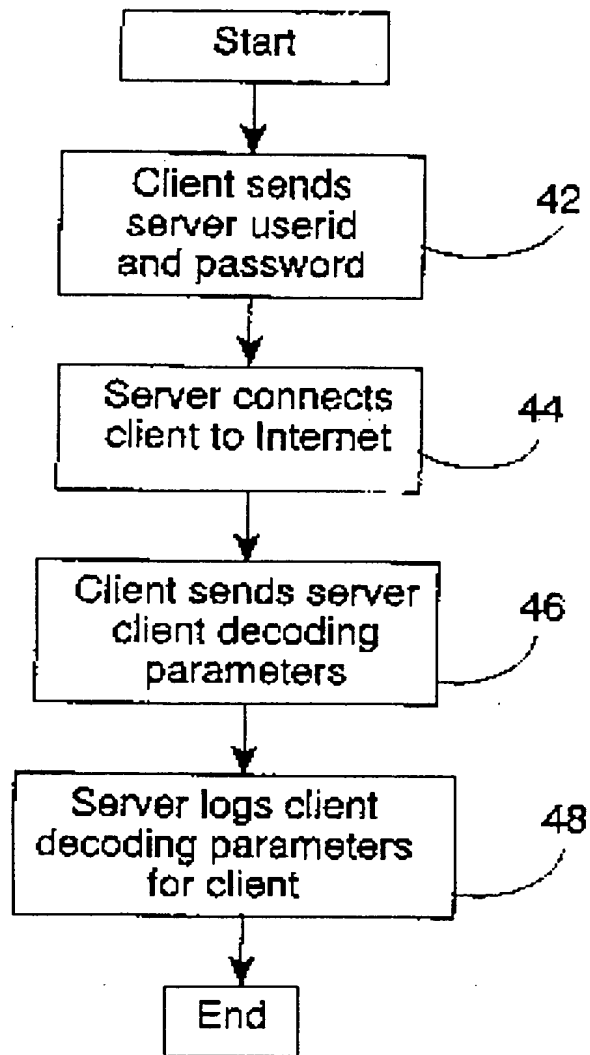 Start
Client sends
server userid
and password
42
Server connects
client to Internet
44
Client sends server
client decoding
parameters
46
Server logs client
decoding parameters
for client
48
End